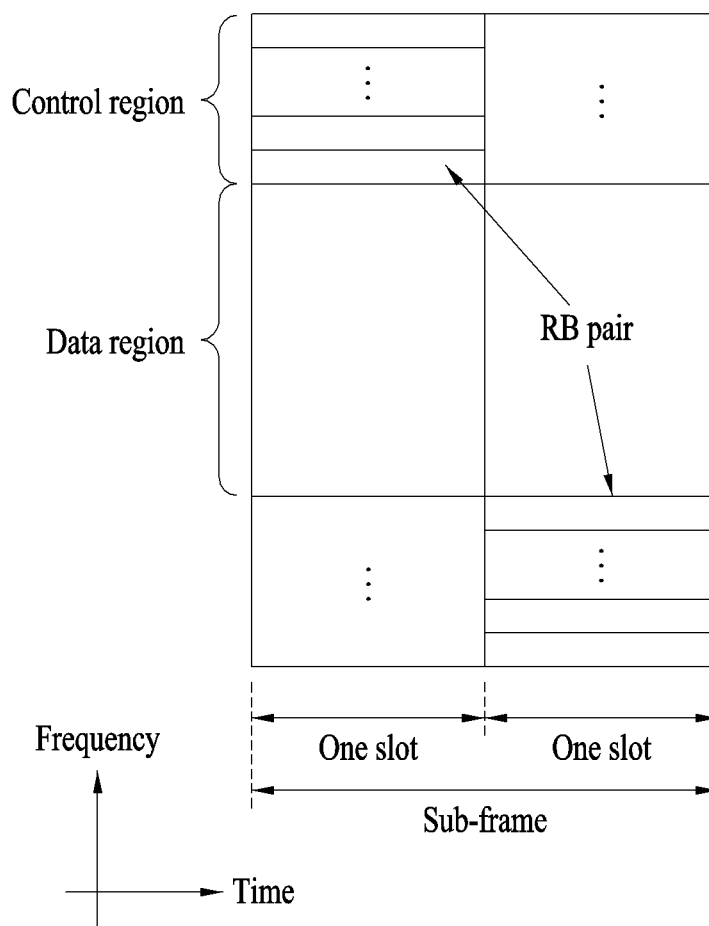 Control region
Data region
RB pair
One slot
One slot
Sub-frame
Frequency
Time